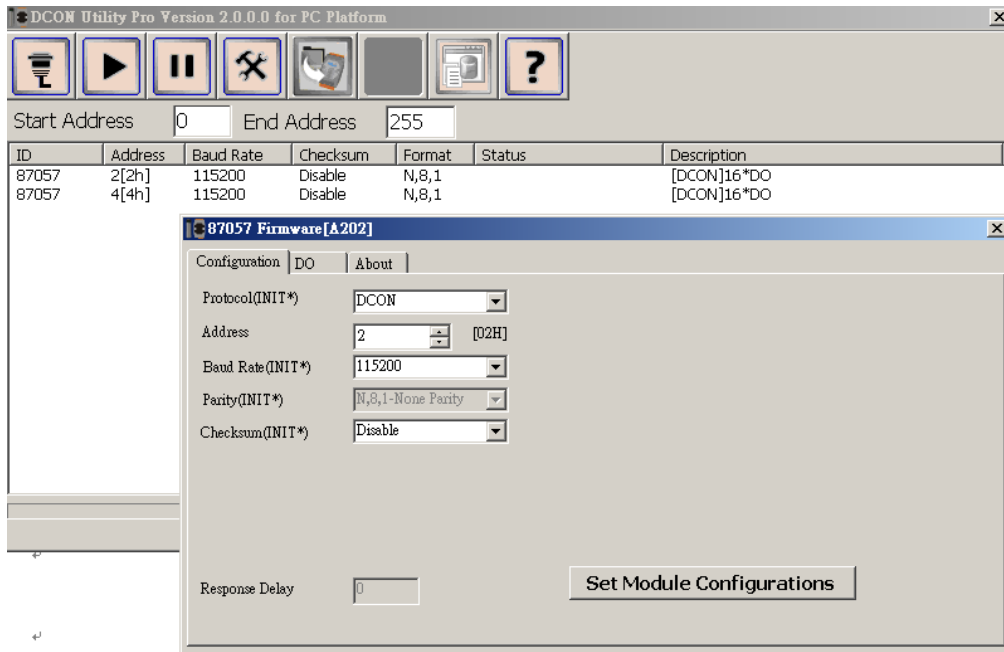 DCON Utility Pro Version 2.0.0.0 for PC Platform
Start Address 0 End Address 255
ID Address Baud Rate Checksum Format Status Description
87057 2[2h] 115200 Disable N,8,1 [DCON]16*DO
87057 4[4h] 115200 Disable N,8,1 [DCON]16*DO
87057 Firmware[A202]
Configuration DO About
Protocol(INIT*) DCON
Address 2 [02H]
Baud Rate(INIT*) 115200
Parity(INIT*) N,8,1-None Parity
Checksum(INIT*) Disable
Response Delay 0
Set Module Configurations